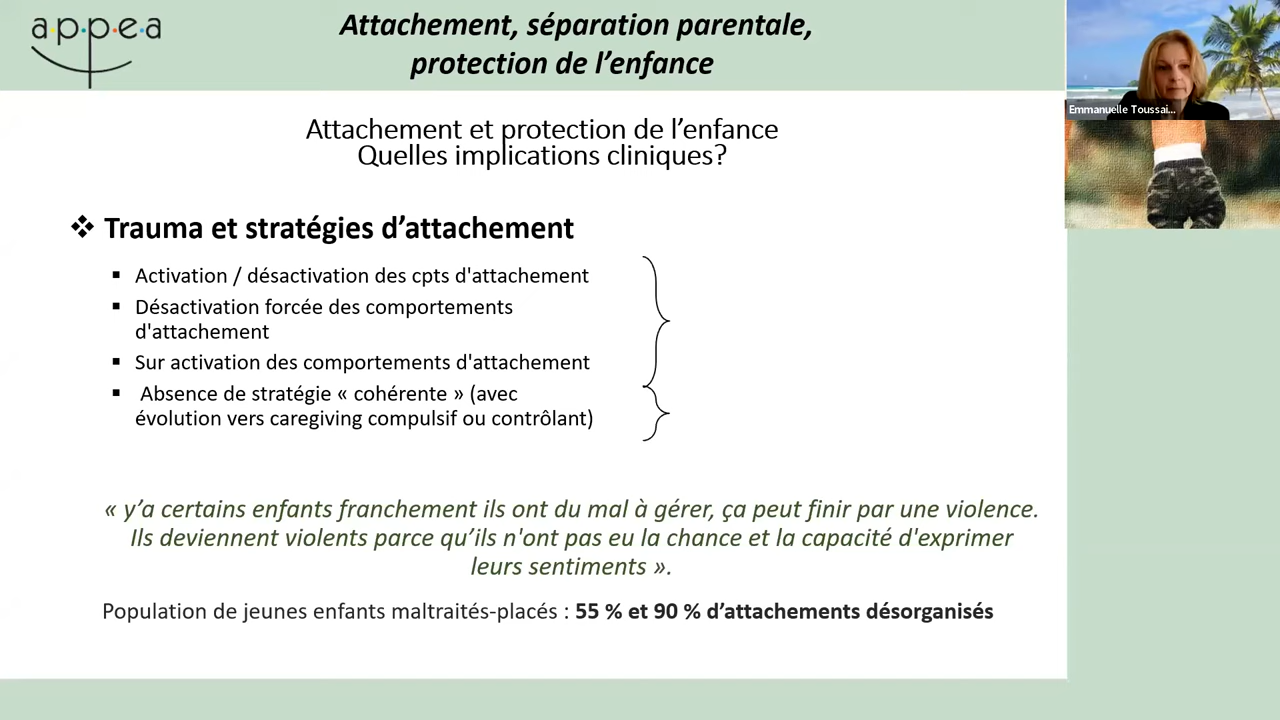 a·p·p·e·a
Attachement, séparation parentale,
protection de l’enfance
Emmanuelle Toussai...
Attachement et protection de l’enfance
Quelles implications cliniques?
❖ Trauma et stratégies d’attachement
▪ Activation / désactivation des cpts d'attachement
▪ Désactivation forcée des comportements
d'attachement
▪ Sur activation des comportements d'attachement
▪ Absence de stratégie « cohérente » (avec
évolution vers caregiving compulsif ou contrôlant)
« y’a certains enfants franchement ils ont du mal à gérer, ça peut finir par une violence.
Ils deviennent violents parce qu’ils n'ont pas eu la chance et la capacité d'exprimer
leurs sentiments ».
Population de jeunes enfants maltraités-placés : 55 % et 90 % d’attachements désorganisés